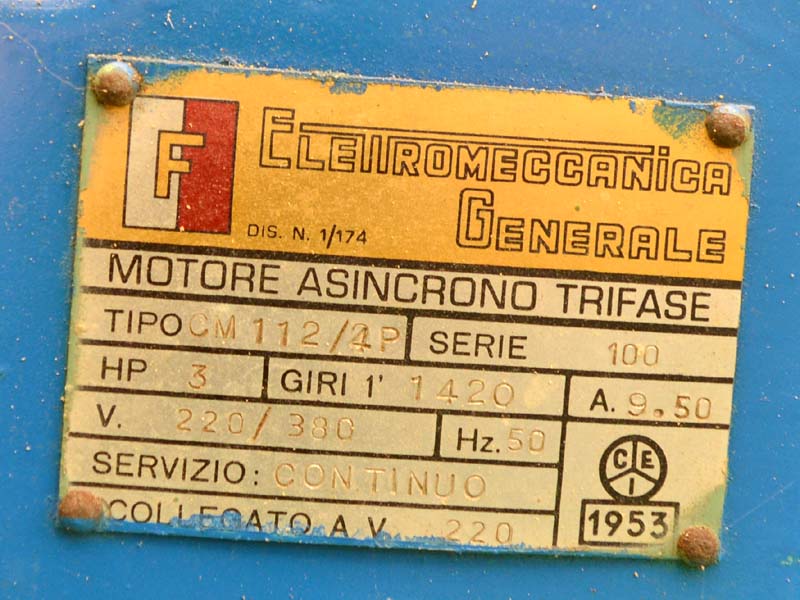 CF
ELETTROMECCANICA
GENERALE
DIS. N. 1/174
MOTORE ASINCRONO TRIFASE
TIPO CM 112/4P SERIE 100
HP 3 GIRI 1' 1420 A. 9.50
V. 220/380 Hz. 50
SERVIZIO: CONTINUO
CEI
COLLEGATO A V. 220
1953